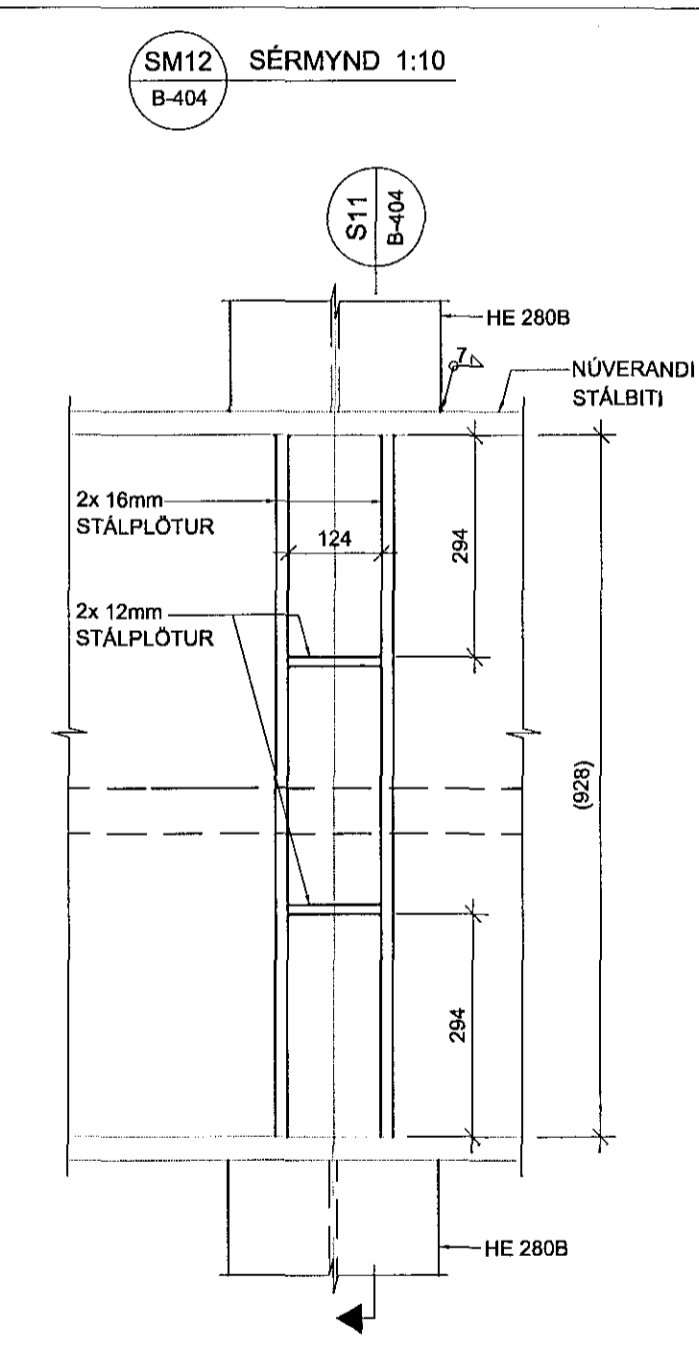 SM12
B-404
SÉRMYND 1:10
S11
B-404
HE 280B
7
NÚVERANDI
STÁLBITI
2x 16mm
STÁLPLÖTUR
124
294
2x 12mm
STÁLPLÖTUR
(928)
294
HE 280B